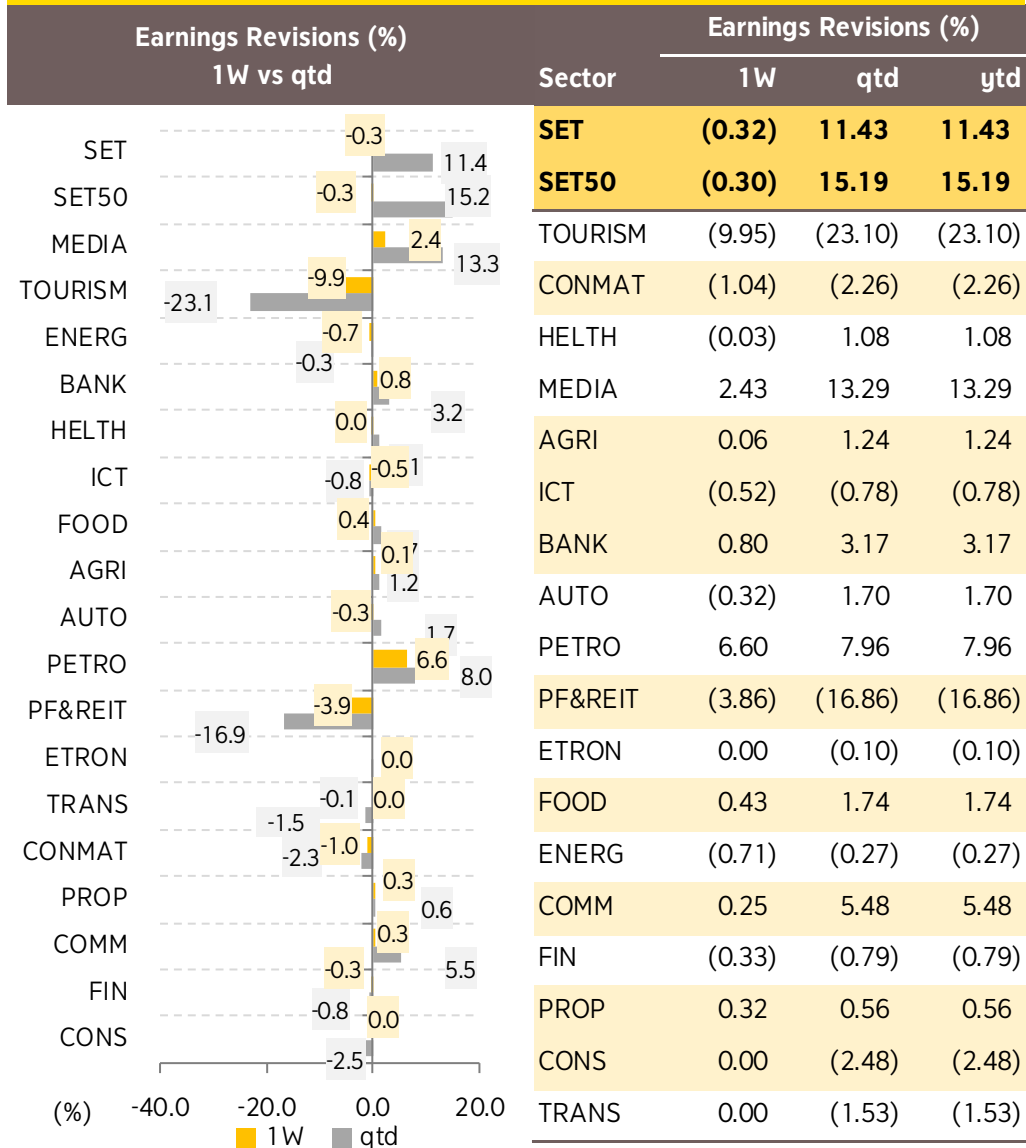 Earnings Revisions (%)
1W vs qtd
SET
-0.3
11.4
SET50
-0.3
15.2
MEDIA
2.4
13.3
TOURISM
-9.9
-23.1
ENERG
-0.7
-0.3
BANK
0.8
3.2
HELTH
0.0
ICT
-0.5
1
-0.8
FOOD
0.4
AGRI
0.1
7
1.2
AUTO
-0.3
1.7
PETRO
6.6
8.0
PF&REIT
-3.9
-16.9
ETRON
0.0
-0.1
TRANS
0.0
-1.5
CONMAT
-1.0
-2.3
PROP
0.3
0.6
COMM
0.3
5.5
FIN
-0.3
-0.8
CONS
0.0
-2.5
(%) -40.0 -20.0 0.0 20.0
1W qtd
Earnings Revisions (%)
Sector 1W qtd ytd
SET (0.32) 11.43 11.43
SET50 (0.30) 15.19 15.19
TOURISM (9.95) (23.10) (23.10)
CONMAT (1.04) (2.26) (2.26)
HELTH (0.03) 1.08 1.08
MEDIA 2.43 13.29 13.29
AGRI 0.06 1.24 1.24
ICT (0.52) (0.78) (0.78)
BANK 0.80 3.17 3.17
AUTO (0.32) 1.70 1.70
PETRO 6.60 7.96 7.96
PF&REIT (3.86) (16.86) (16.86)
ETRON 0.00 (0.10) (0.10)
FOOD 0.43 1.74 1.74
ENERG (0.71) (0.27) (0.27)
COMM 0.25 5.48 5.48
FIN (0.33) (0.79) (0.79)
PROP 0.32 0.56 0.56
CONS 0.00 (2.48) (2.48)
TRANS 0.00 (1.53) (1.53)